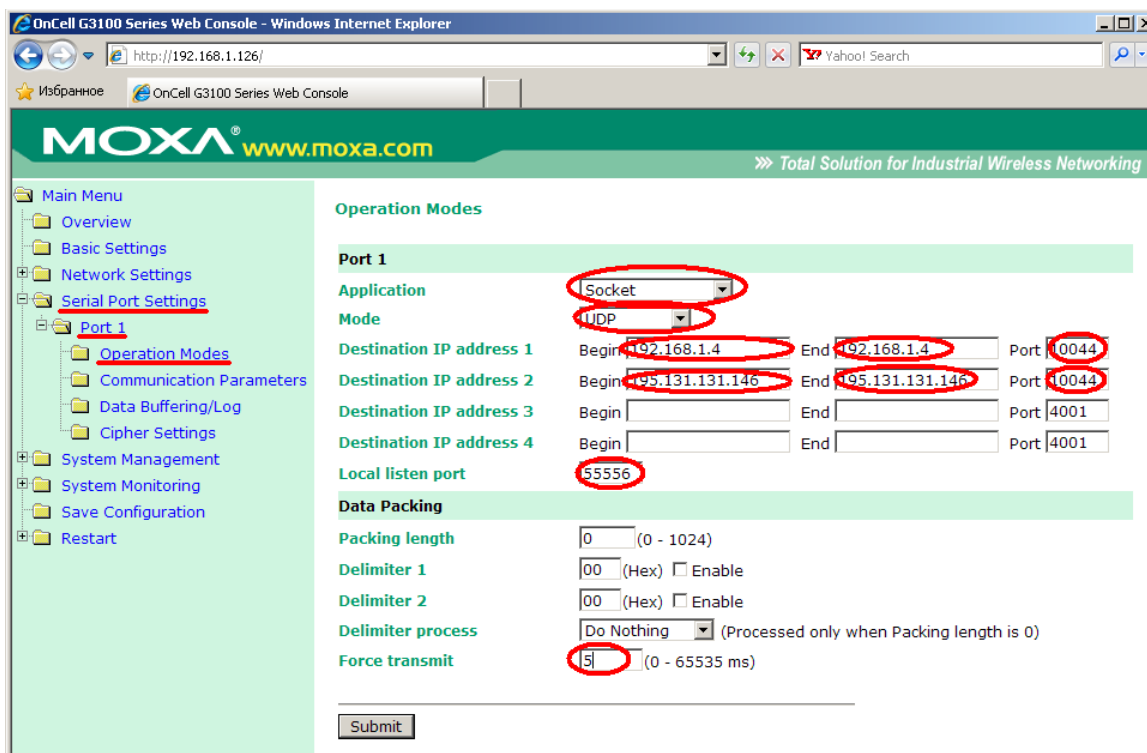 OnCell G3100 Series Web Console - Windows Internet Explorer
http://192.168.1.126/
Yahoo! Search
Избранное
OnCell G3100 Series Web Console
MOXA® www.moxa.com
Total Solution for Industrial Wireless Networking
Main Menu
Overview
Basic Settings
Network Settings
Serial Port Settings
Port 1
Operation Modes
Communication Parameters
Data Buffering/Log
Cipher Settings
System Management
System Monitoring
Save Configuration
Restart
Operation Modes
Port 1
Application Socket
Mode UDP
Destination IP address 1 Begin 192.168.1.4 End 192.168.1.4 Port 10044
Destination IP address 2 Begin 195.131.131.146 End 195.131.131.146 Port 10044
Destination IP address 3 Begin End Port 4001
Destination IP address 4 Begin End Port 4001
Local listen port 55556
Data Packing
Packing length 0 (0 - 1024)
Delimiter 1 00 (Hex) Enable
Delimiter 2 00 (Hex) Enable
Delimiter process Do Nothing (Processed only when Packing length is 0)
Force transmit 5 (0 - 65535 ms)
Submit